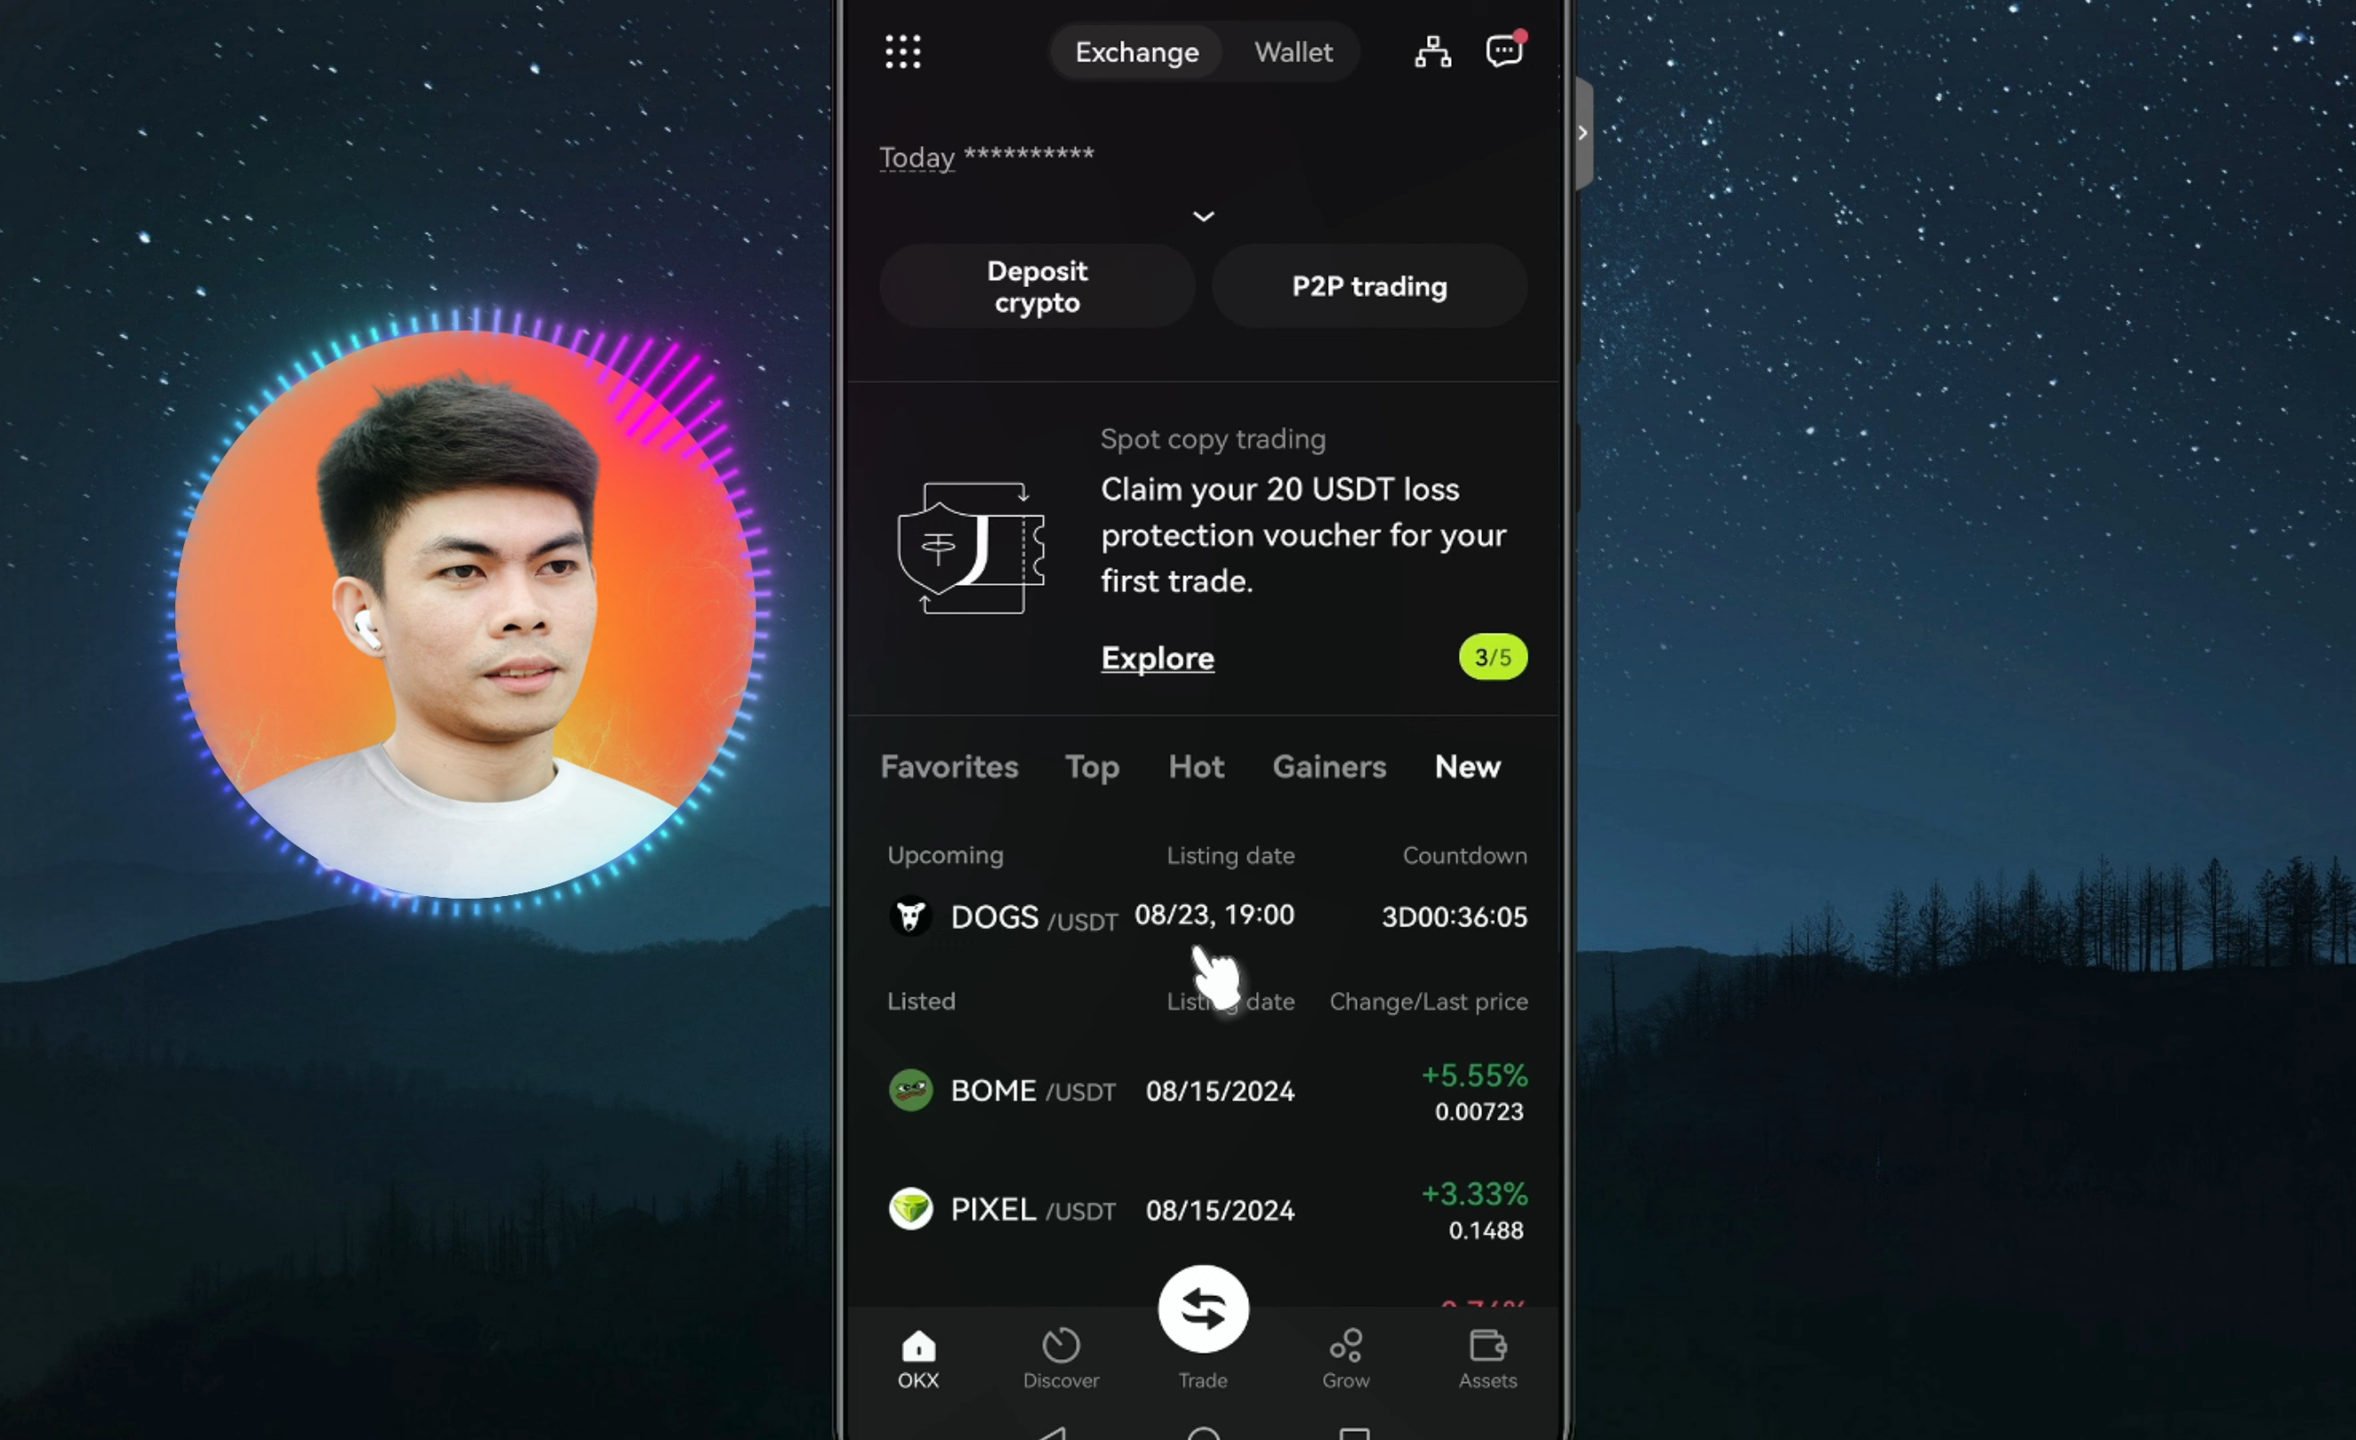 Exchange Wallet
Today **********
Deposit
crypto
P2P trading
Spot copy trading
Claim your 20 USDT loss
protection voucher for your
first trade.
Explore
3/5
Favorites Top Hot Gainers New
Upcoming Listing date Countdown
DOGS /USDT 08/23, 19:00 3D00:36:05
Listed Listing date Change/Last price
BOME /USDT 08/15/2024 +5.55%
0.00723
PIXEL /USDT 08/15/2024 +3.33%
0.1488
OKX Discover Trade Grow Assets